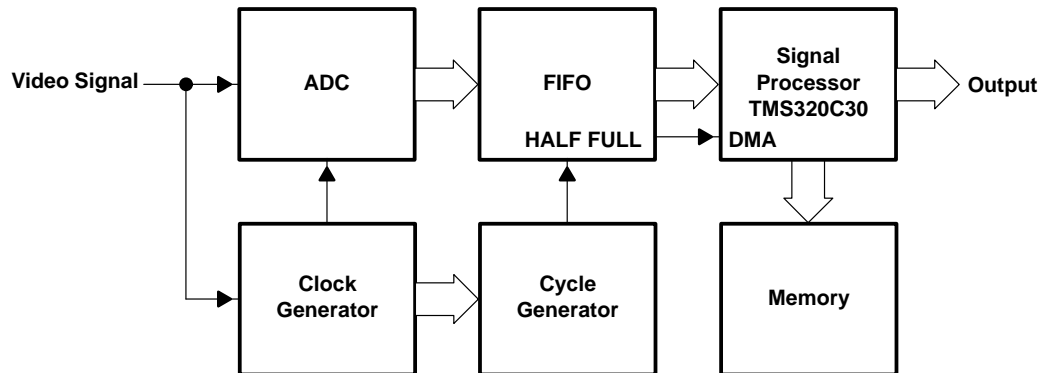 Video Signal
ADC
FIFO
HALF FULL
Signal
Processor
TMS320C30
DMA
Output
Clock
Generator
Cycle
Generator
Memory